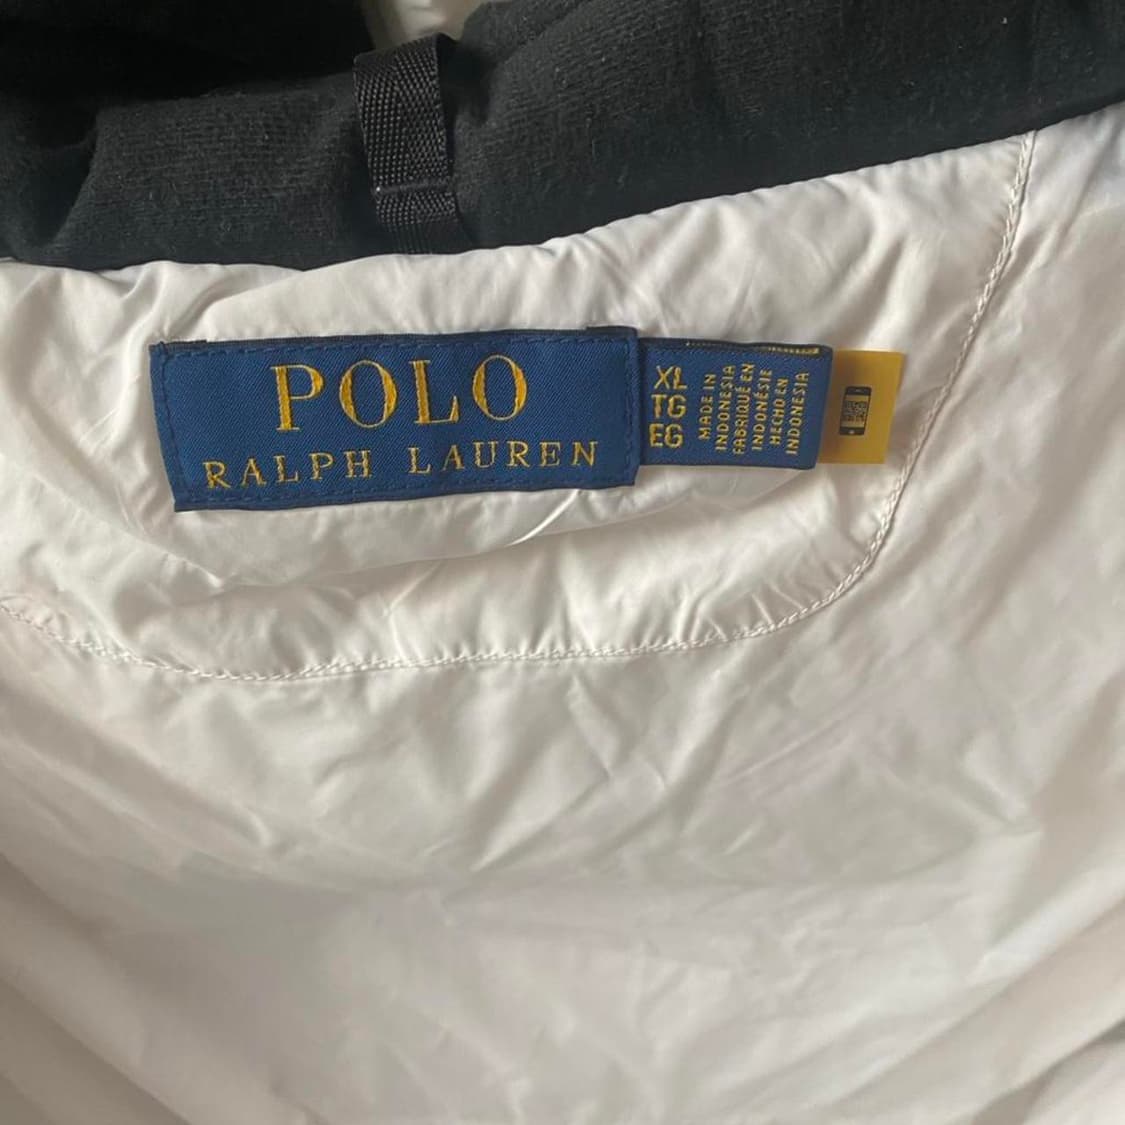 POLO
RALPH LAUREN
XL
TG
EG
MADE IN
INDONESIA
FABRIQUÉ EN
INDONÉSIE
HECHO EN
INDONESIA